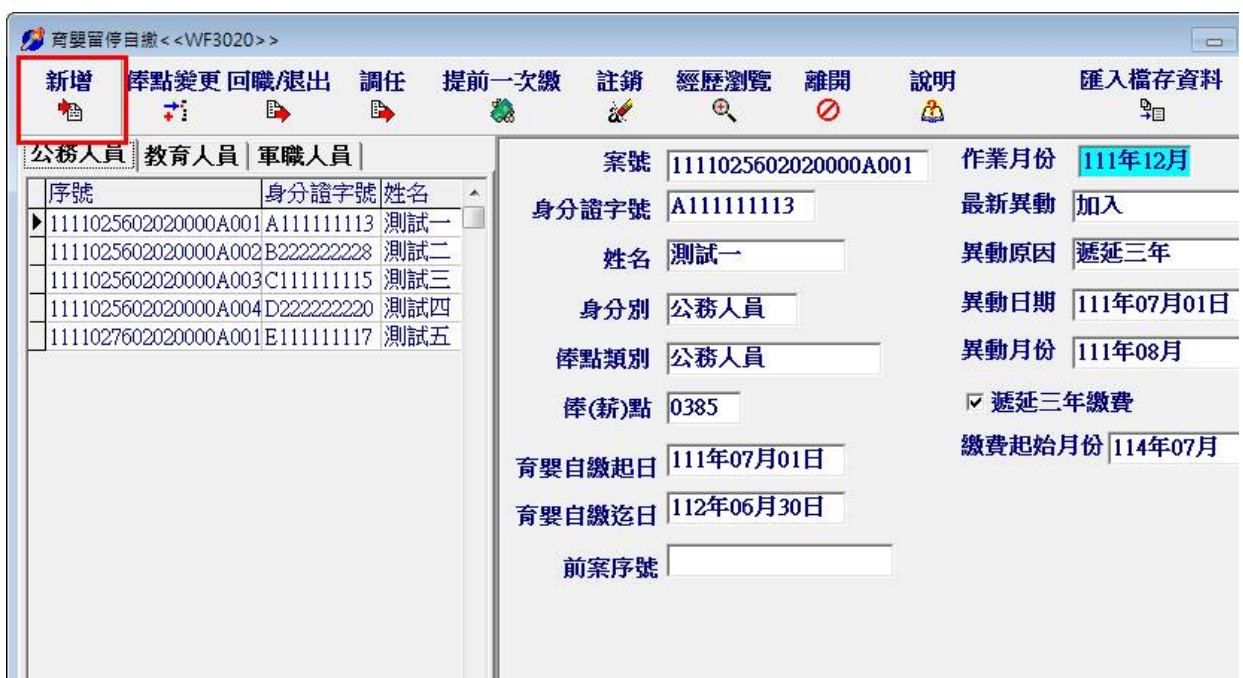 育嬰留停自繳<<WF3020>>
新增 俸點變更 回職/退出 調任 提前一次繳 註銷 經歷瀏覽 離開 說明 匯入檔存資料
公務人員 教育人員 軍職人員
序號 身分證字號 姓名
1111025602020000A001 A111111113 測試一
1111025602020000A002 B222222228 測試二
1111025602020000A003 C111111115 測試三
1111025602020000A004 D222222220 測試四
1111027602020000A001 E111111117 測試五
案號 1111025602020000A001
身分證字號 A111111113
姓名 測試一
身分別 公務人員
俸點類別 公務人員
俸(薪)點 0385
育嬰自繳起日 111年07月01日
育嬰自繳迄日 112年06月30日
前案序號
作業月份 111年12月
最新異動 加入
異動原因 遞延三年
異動日期 111年07月01日
異動月份 111年08月
遞延三年繳費
繳費起始月份 114年07月